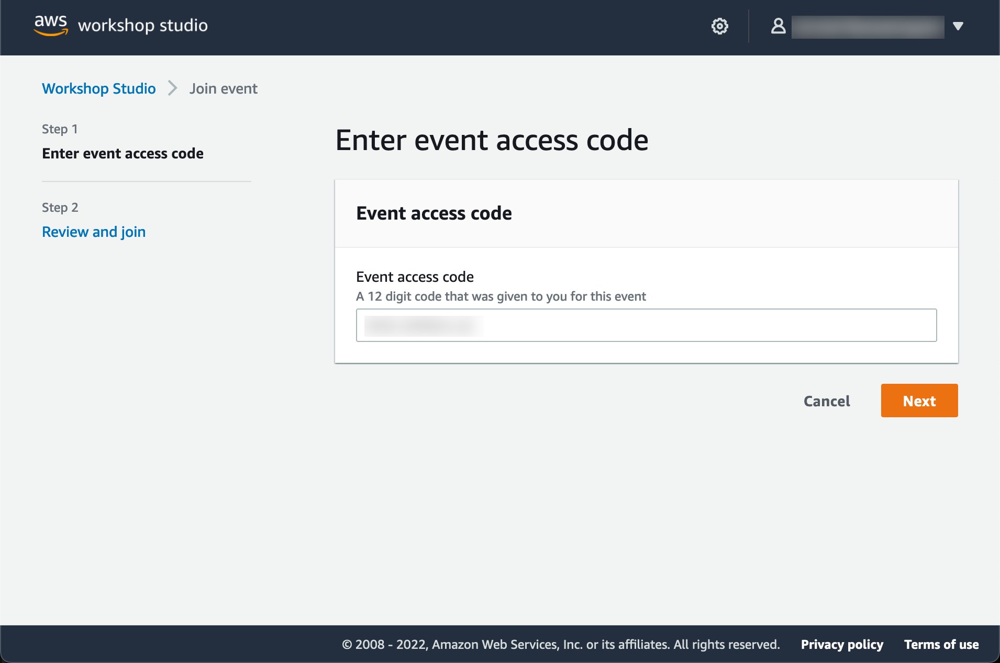 aws workshop studio
Workshop Studio > Join event
Step 1
Enter event access code
Step 2
Review and join
Enter event access code
Event access code
Event access code
A 12 digit code that was given to you for this event
Cancel
Next
© 2008 - 2022, Amazon Web Services, Inc. or its affiliates. All rights reserved. Privacy policy Terms of use